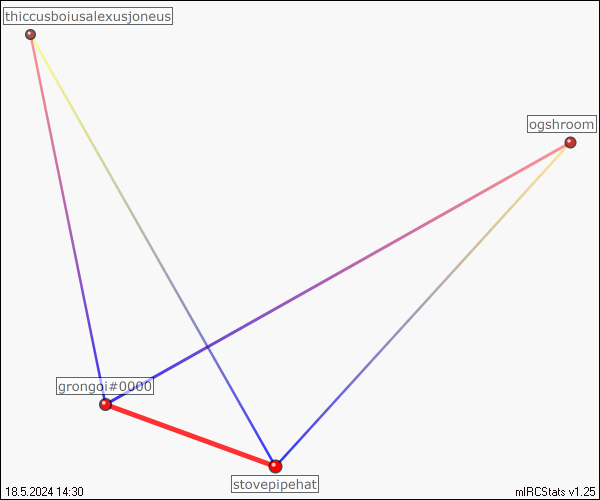 thiccusboiusalexusjoneus
ogshroom
grongoi#0000
stovepipehat
18.5.2024 14:30
mIRCStats v1.25